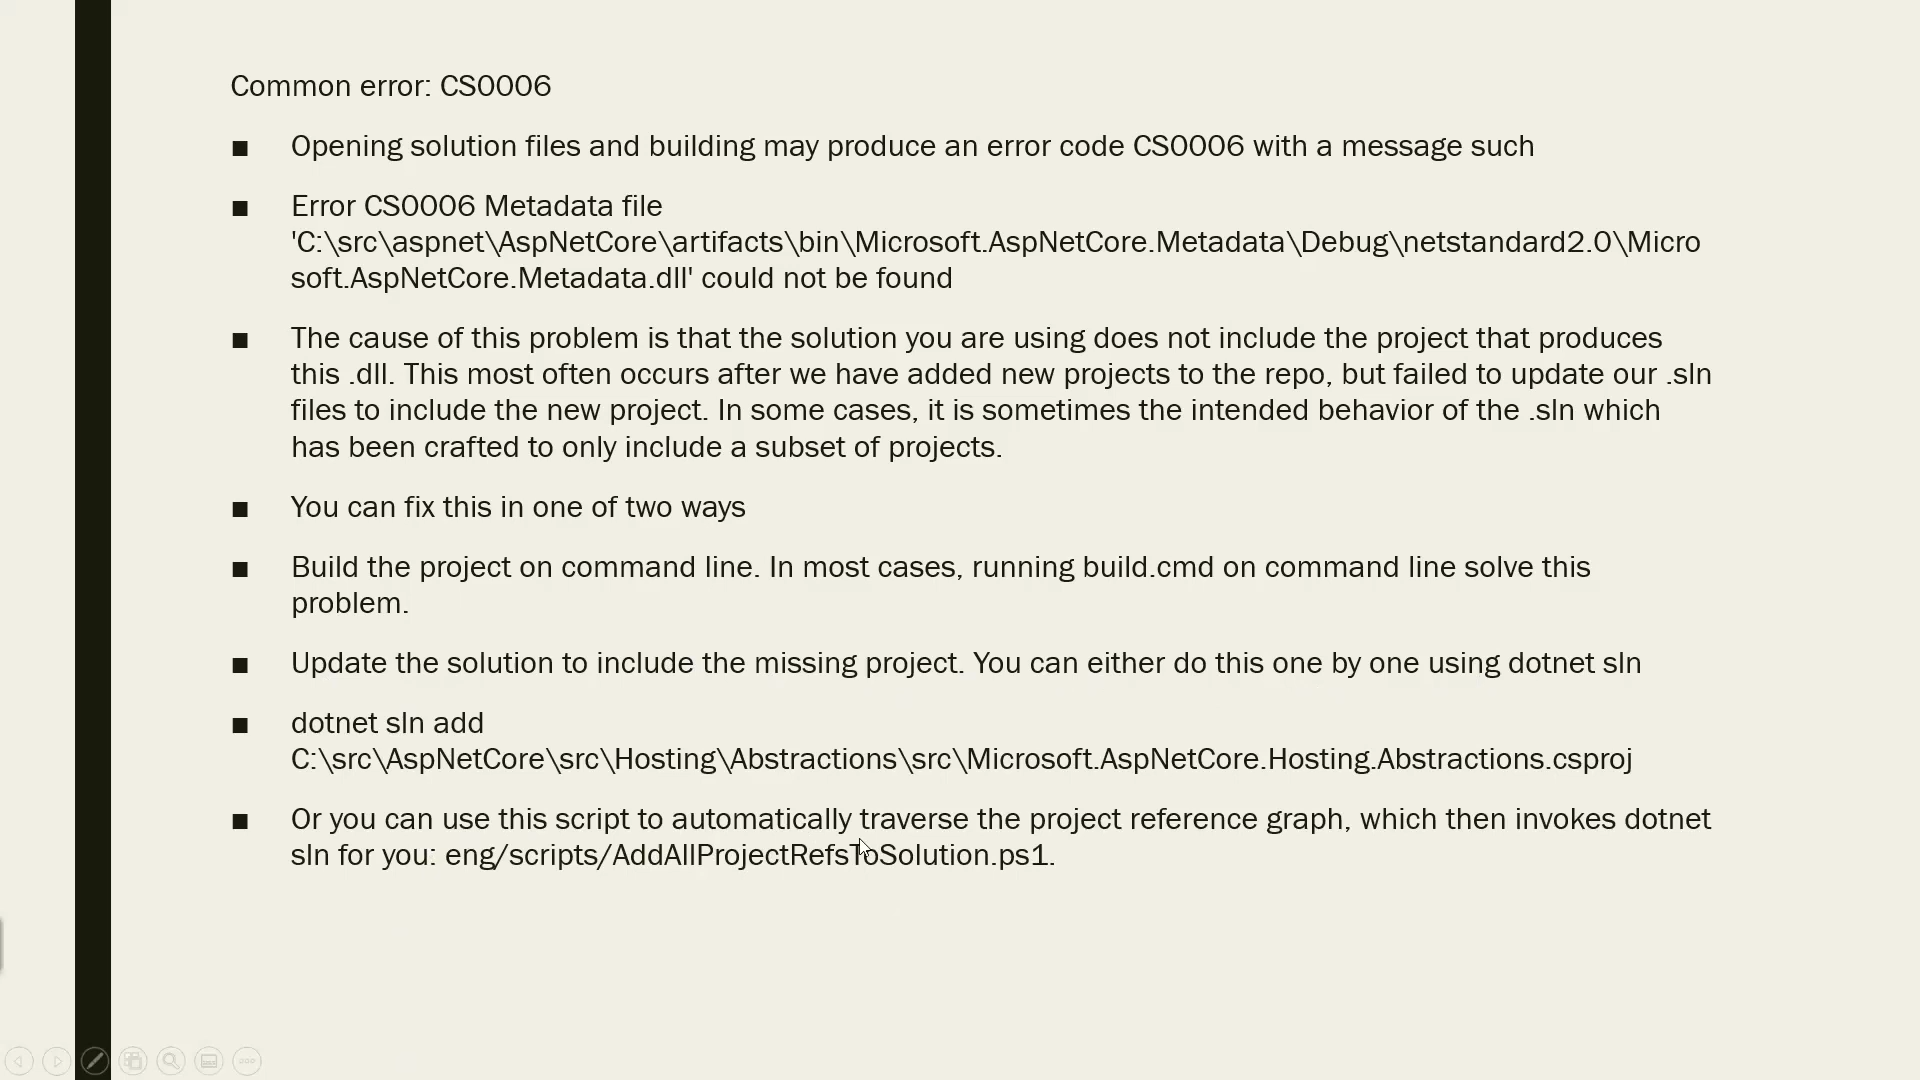 Common error: CS0006
■ Opening solution files and building may produce an error code CS0006 with a message such
■ Error CS0006 Metadata file
'C:\src\aspnet\AspNetCore\artifacts\bin\Microsoft.AspNetCore.Metadata\Debug\netstandard2.0\Micro
soft.AspNetCore.Metadata.dll' could not be found
■ The cause of this problem is that the solution you are using does not include the project that produces
this .dll. This most often occurs after we have added new projects to the repo, but failed to update our .sln
files to include the new project. In some cases, it is sometimes the intended behavior of the .sln which
has been crafted to only include a subset of projects.
■ You can fix this in one of two ways
■ Build the project on command line. In most cases, running build.cmd on command line solve this
problem.
■ Update the solution to include the missing project. You can either do this one by one using dotnet sln
■ dotnet sln add
C:\src\AspNetCore\src\Hosting\Abstractions\src\Microsoft.AspNetCore.Hosting.Abstractions.csproj
■ Or you can use this script to automatically traverse the project reference graph, which then invokes dotnet
sln for you: eng/scripts/AddAllProjectRefsToSolution.ps1.